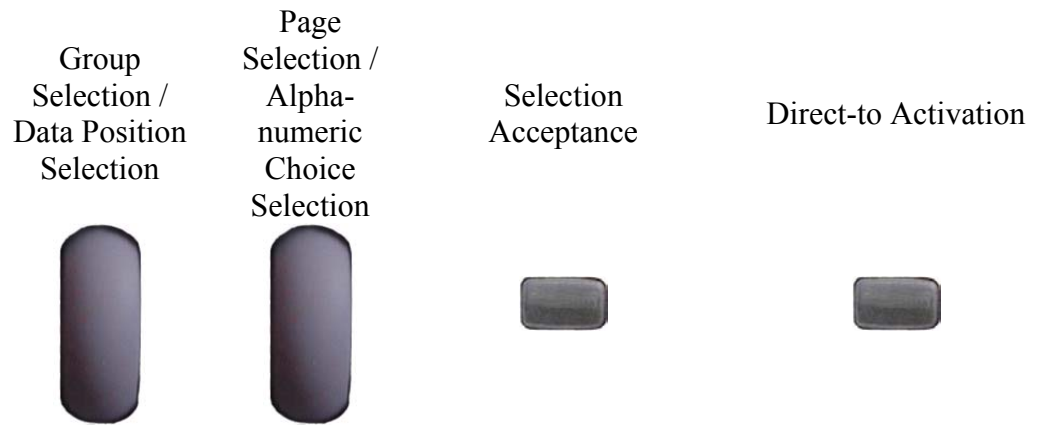 Group
Selection /
Data Position
Selection
Page
Selection /
Alpha-
numeric
Choice
Selection
Selection
Acceptance
Direct-to Activation